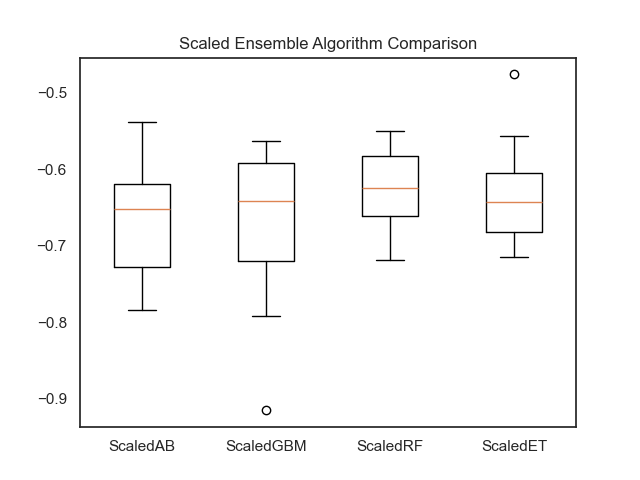 Scaled Ensemble Algorithm Comparison
−0.5
−0.6
−0.7
−0.8
−0.9
ScaledAB ScaledGBM ScaledRF ScaledET